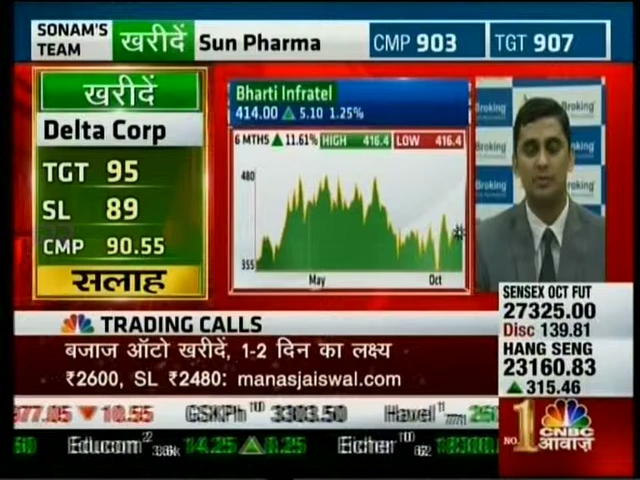 SONAM'S
TEAM
खरीदें
Sun Pharma
CMP 903
TGT 907
खरीदें
Delta Corp
TGT 95
SL 89
CMP 90.55
सलाह
Bharti Infratel
414.00 ▲ 5.10 1.25%
6 MTHS ▲ 11.61% HIGH 416.4 LOW 416.4
480
355
May Oct
Broking
Broking
Broking
Broking
TRADING CALLS
बजाज ऑटो खरीदें, 1-2 दिन का लक्ष्य
₹2600, SL ₹2480: manasjaiswal.com
SENSEX OCT FUT
27325.00
Disc 139.81
HANG SENG
23160.83
▲ 315.46
▼ 10.55 GSKPh 3303.50 Havel
Educom 14.25 ▲ 0.25 Eicher
NO. 1
CNBC
आवाज़